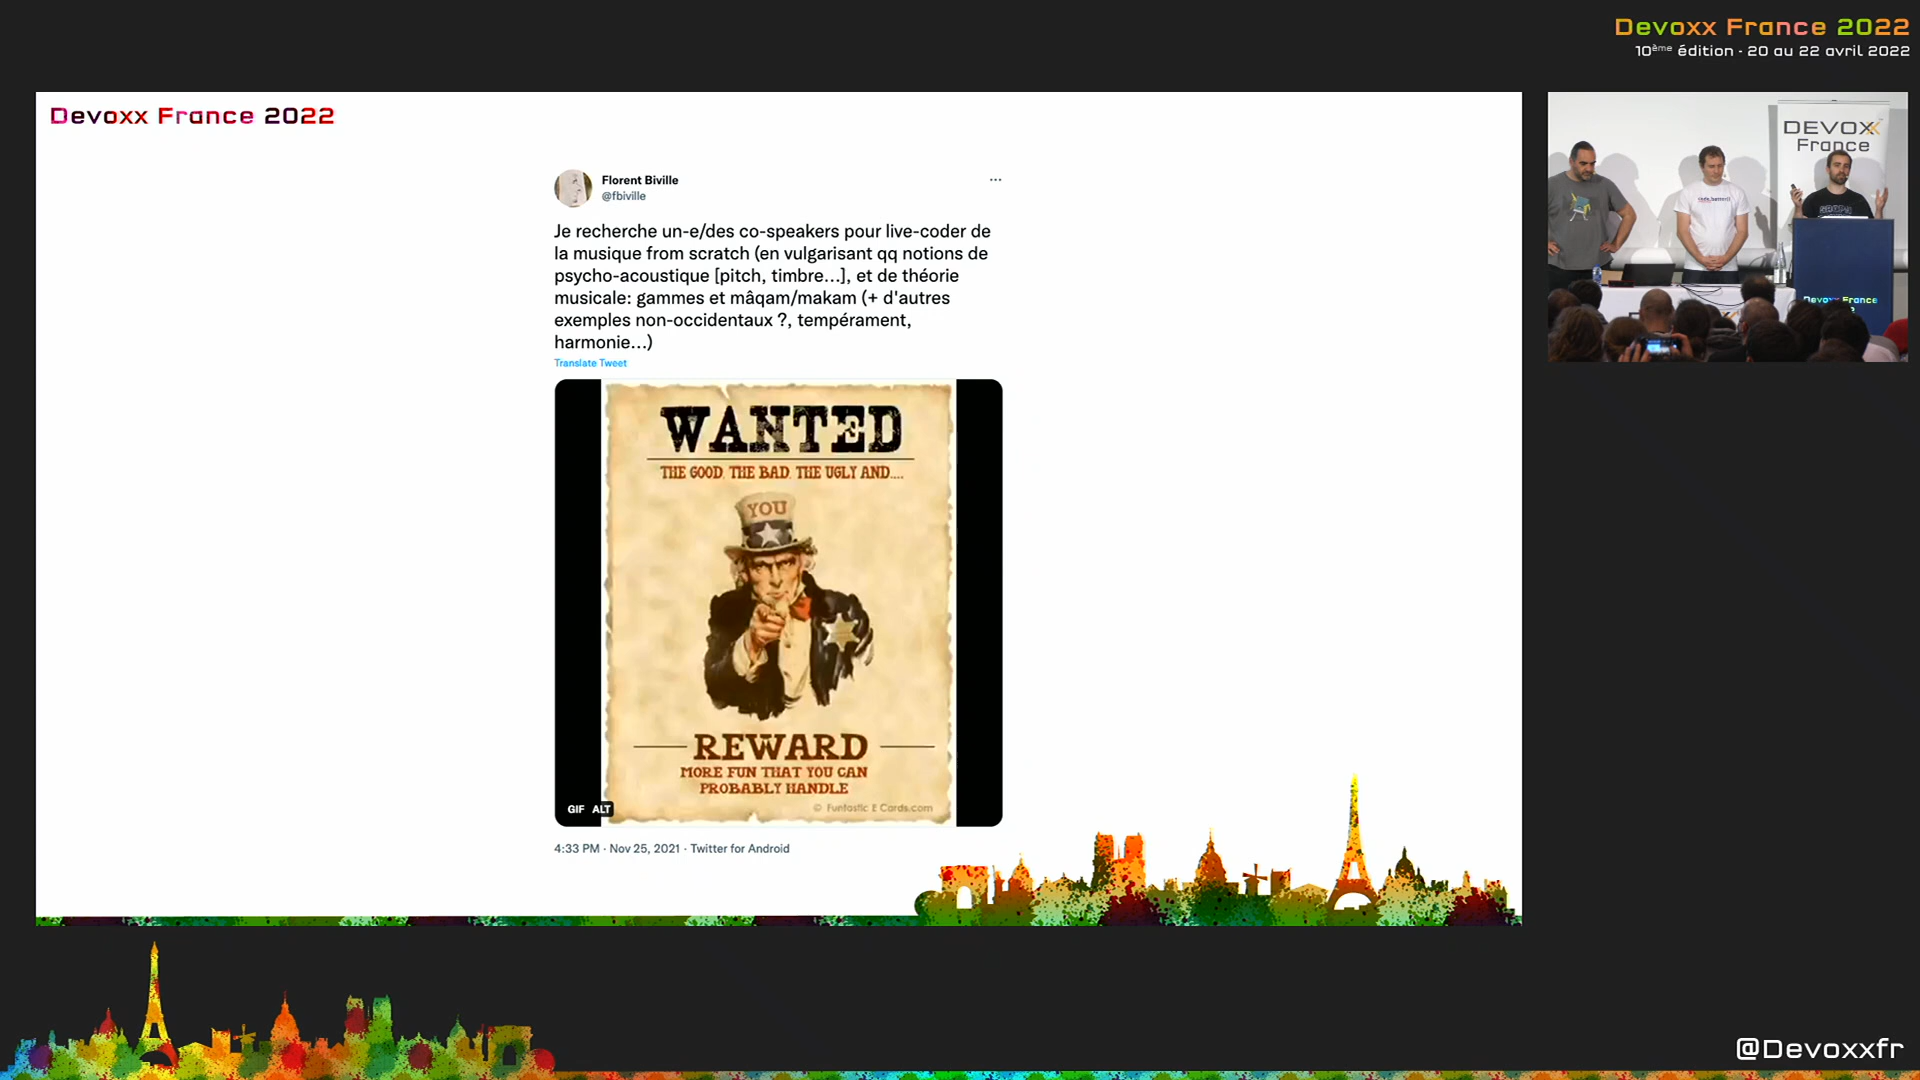 Devoxx France 2022
10ème édition - 20 au 22 avril 2022
Devoxx France 2022
Florent Biville
@fbiville
Je recherche un-e/des co-speakers pour live-coder de
la musique from scratch (en vulgarisant qq notions de
psycho-acoustique [pitch, timbre...], et de théorie
musicale: gammes et mâqam/makam (+ d'autres
exemples non-occidentaux ?, tempérament,
harmonie...)
Translate Tweet
WANTED
THE GOOD, THE BAD, THE UGLY AND....
YOU
REWARD
MORE FUN THAT YOU CAN
PROBABLY HANDLE
© Funtastic E Cards.com
GIF ALT
4:33 PM · Nov 25, 2021 · Twitter for Android
DEVOXX
France
Devoxx France
@Devoxxfr